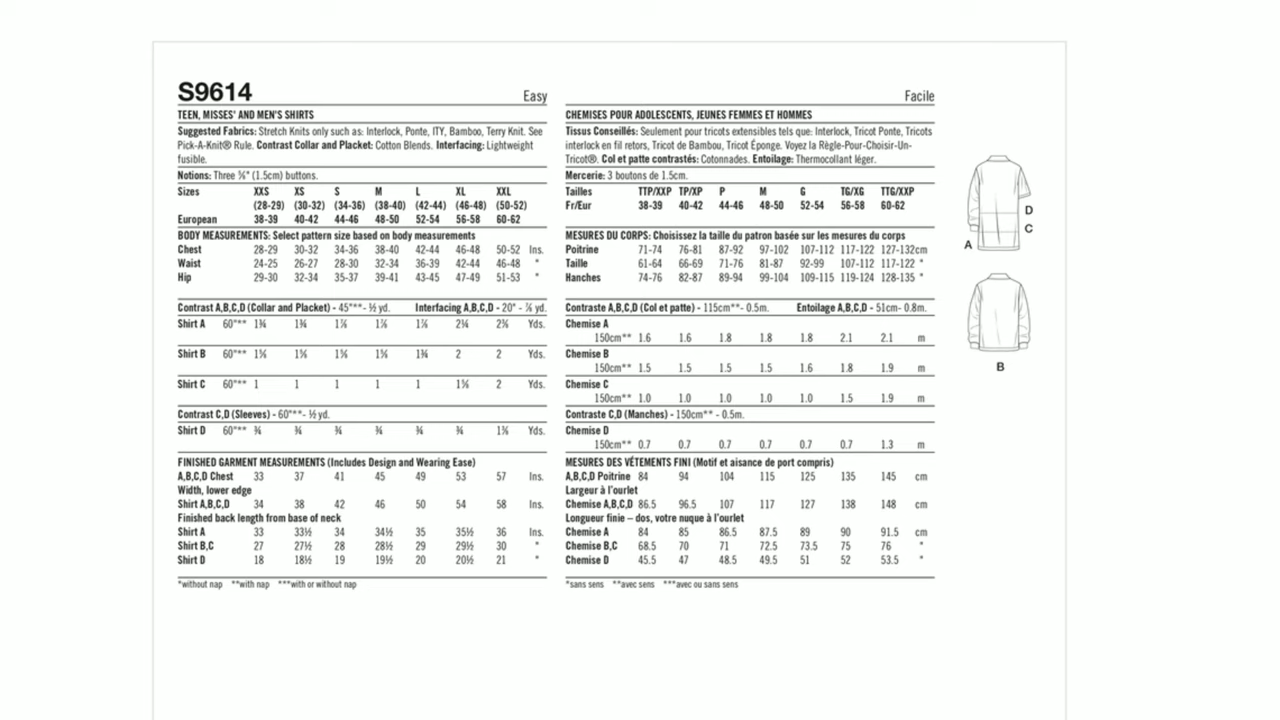 S9614 Easy
TEEN, MISSES' AND MEN'S SHIRTS
Suggested Fabrics: Stretch Knits only such as: Interlock, Ponte, ITY, Bamboo, Terry Knit. See
Pick-A-Knit® Rule. Contrast Collar and Placket: Cotton Blends. Interfacing: Lightweight
fusible.
Notions: Three ⅝" (1.5cm) buttons.
Sizes XXS XS S M L XL XXL
(28-29) (30-32) (34-36) (38-40) (42-44) (46-48) (50-52)
European 38-39 40-42 44-46 48-50 52-54 56-58 60-62
BODY MEASUREMENTS: Select pattern size based on body measurements
Chest 28-29 30-32 34-36 38-40 42-44 46-48 50-52 Ins.
Waist 24-25 26-27 28-30 32-34 36-39 42-44 46-48 "
Hip 29-30 32-34 35-37 39-41 43-45 47-49 51-53 "
Contrast A,B,C,D (Collar and Placket) - 45"**- ½ yd. Interfacing A,B,C,D - 20" - ⅞ yd.
Shirt A 60"** 1¾ 1¾ 1⅞ 1⅞ 1⅞ 2¼ Yds.
Shirt B 60"** 1⅝ 1⅝ 1⅝ 1⅝ 1¾ 2 2 Yds.
Shirt C 60"** 1 1 1 1 1 1⅝ 2 Yds.
Contrast C,D (Sleeves) - 60"**- ½ yd.
Shirt D 60"** ¾ ¾ ¾ ¾ ¾ ¾ Yds.
FINISHED GARMENT MEASUREMENTS (Includes Design and Wearing Ease)
A,B,C,D Chest 33 37 41 45 49 53 57 Ins.
Width, lower edge
Shirt A,B,C,D 34 38 42 46 50 54 58 Ins.
Finished back length from base of neck
Shirt A 33 33½ 34 34½ 35 35½ 36 Ins.
Shirt B,C 27 27½ 28 28½ 29 29½ 30 "
Shirt D 18 18½ 19 19½ 20 20½ 21 "
*without nap **with nap ***with or without nap
Facile
CHEMISES POUR ADOLESCENTS, JEUNES FEMMES ET HOMMES
Tissus Conseillés: Seulement pour tricots extensibles tels que: Interlock, Tricot Ponte, Tricots
interlock en fil retors, Tricot de Bambou, Tricot Éponge. Voyez la Règle-Pour-Choisir-Un-
Tricot®. Col et patte contrastés: Cotonnades. Entoilage: Thermocollant léger.
Mercerie: 3 boutons de 1.5cm.
Tailles TTP/XXP TP/XP P M G TG/XG TTG/XXP
Fr/Eur 38-39 40-42 44-46 48-50 52-54 56-58 60-62
MESURES DU CORPS: Choisissez la taille du patron basée sur les mesures du corps
Poitrine 71-74 76-81 87-92 97-102 107-112 117-122 127-132cm
Taille 61-64 66-69 71-76 81-87 92-99 107-112 117-122 "
Hanches 74-76 82-87 89-94 99-104 109-115 119-124 128-135 "
Contraste A,B,C,D (Col et patte) - 115cm**- 0.5m. Entoilage A,B,C,D - 51cm- 0.8m.
Chemise A
150cm** 1.6 1.6 1.8 1.8 1.8 2.1 2.1 m
Chemise B
150cm** 1.5 1.5 1.5 1.5 1.6 1.8 1.9 m
Chemise C
150cm** 1.0 1.0 1.0 1.0 1.0 1.5 1.9 m
Contraste C,D (Manches) - 150cm** - 0.5m.
Chemise D
150cm** 0.7 0.7 0.7 0.7 0.7 0.7 1.3 m
MESURES DES VÉTEMENTS FINI (Motif et aisance de port compris)
A,B,C,D Poitrine 84 94 104 115 125 135 145 cm
Largeur à l'ourlet
Chemise A,B,C,D 86.5 96.5 107 117 127 138 148 cm
Longueur finie – dos, votre nuque à l'ourlet
Chemise A 84 85 86.5 87.5 89 90 91.5 cm
Chemise B,C 68.5 70 71 72.5 73.5 75 76 "
Chemise D 45.5 47 48.5 49.5 51 52 53.5 "
*sans sens **avec sens ***avec ou sans sens
D
C
A
B